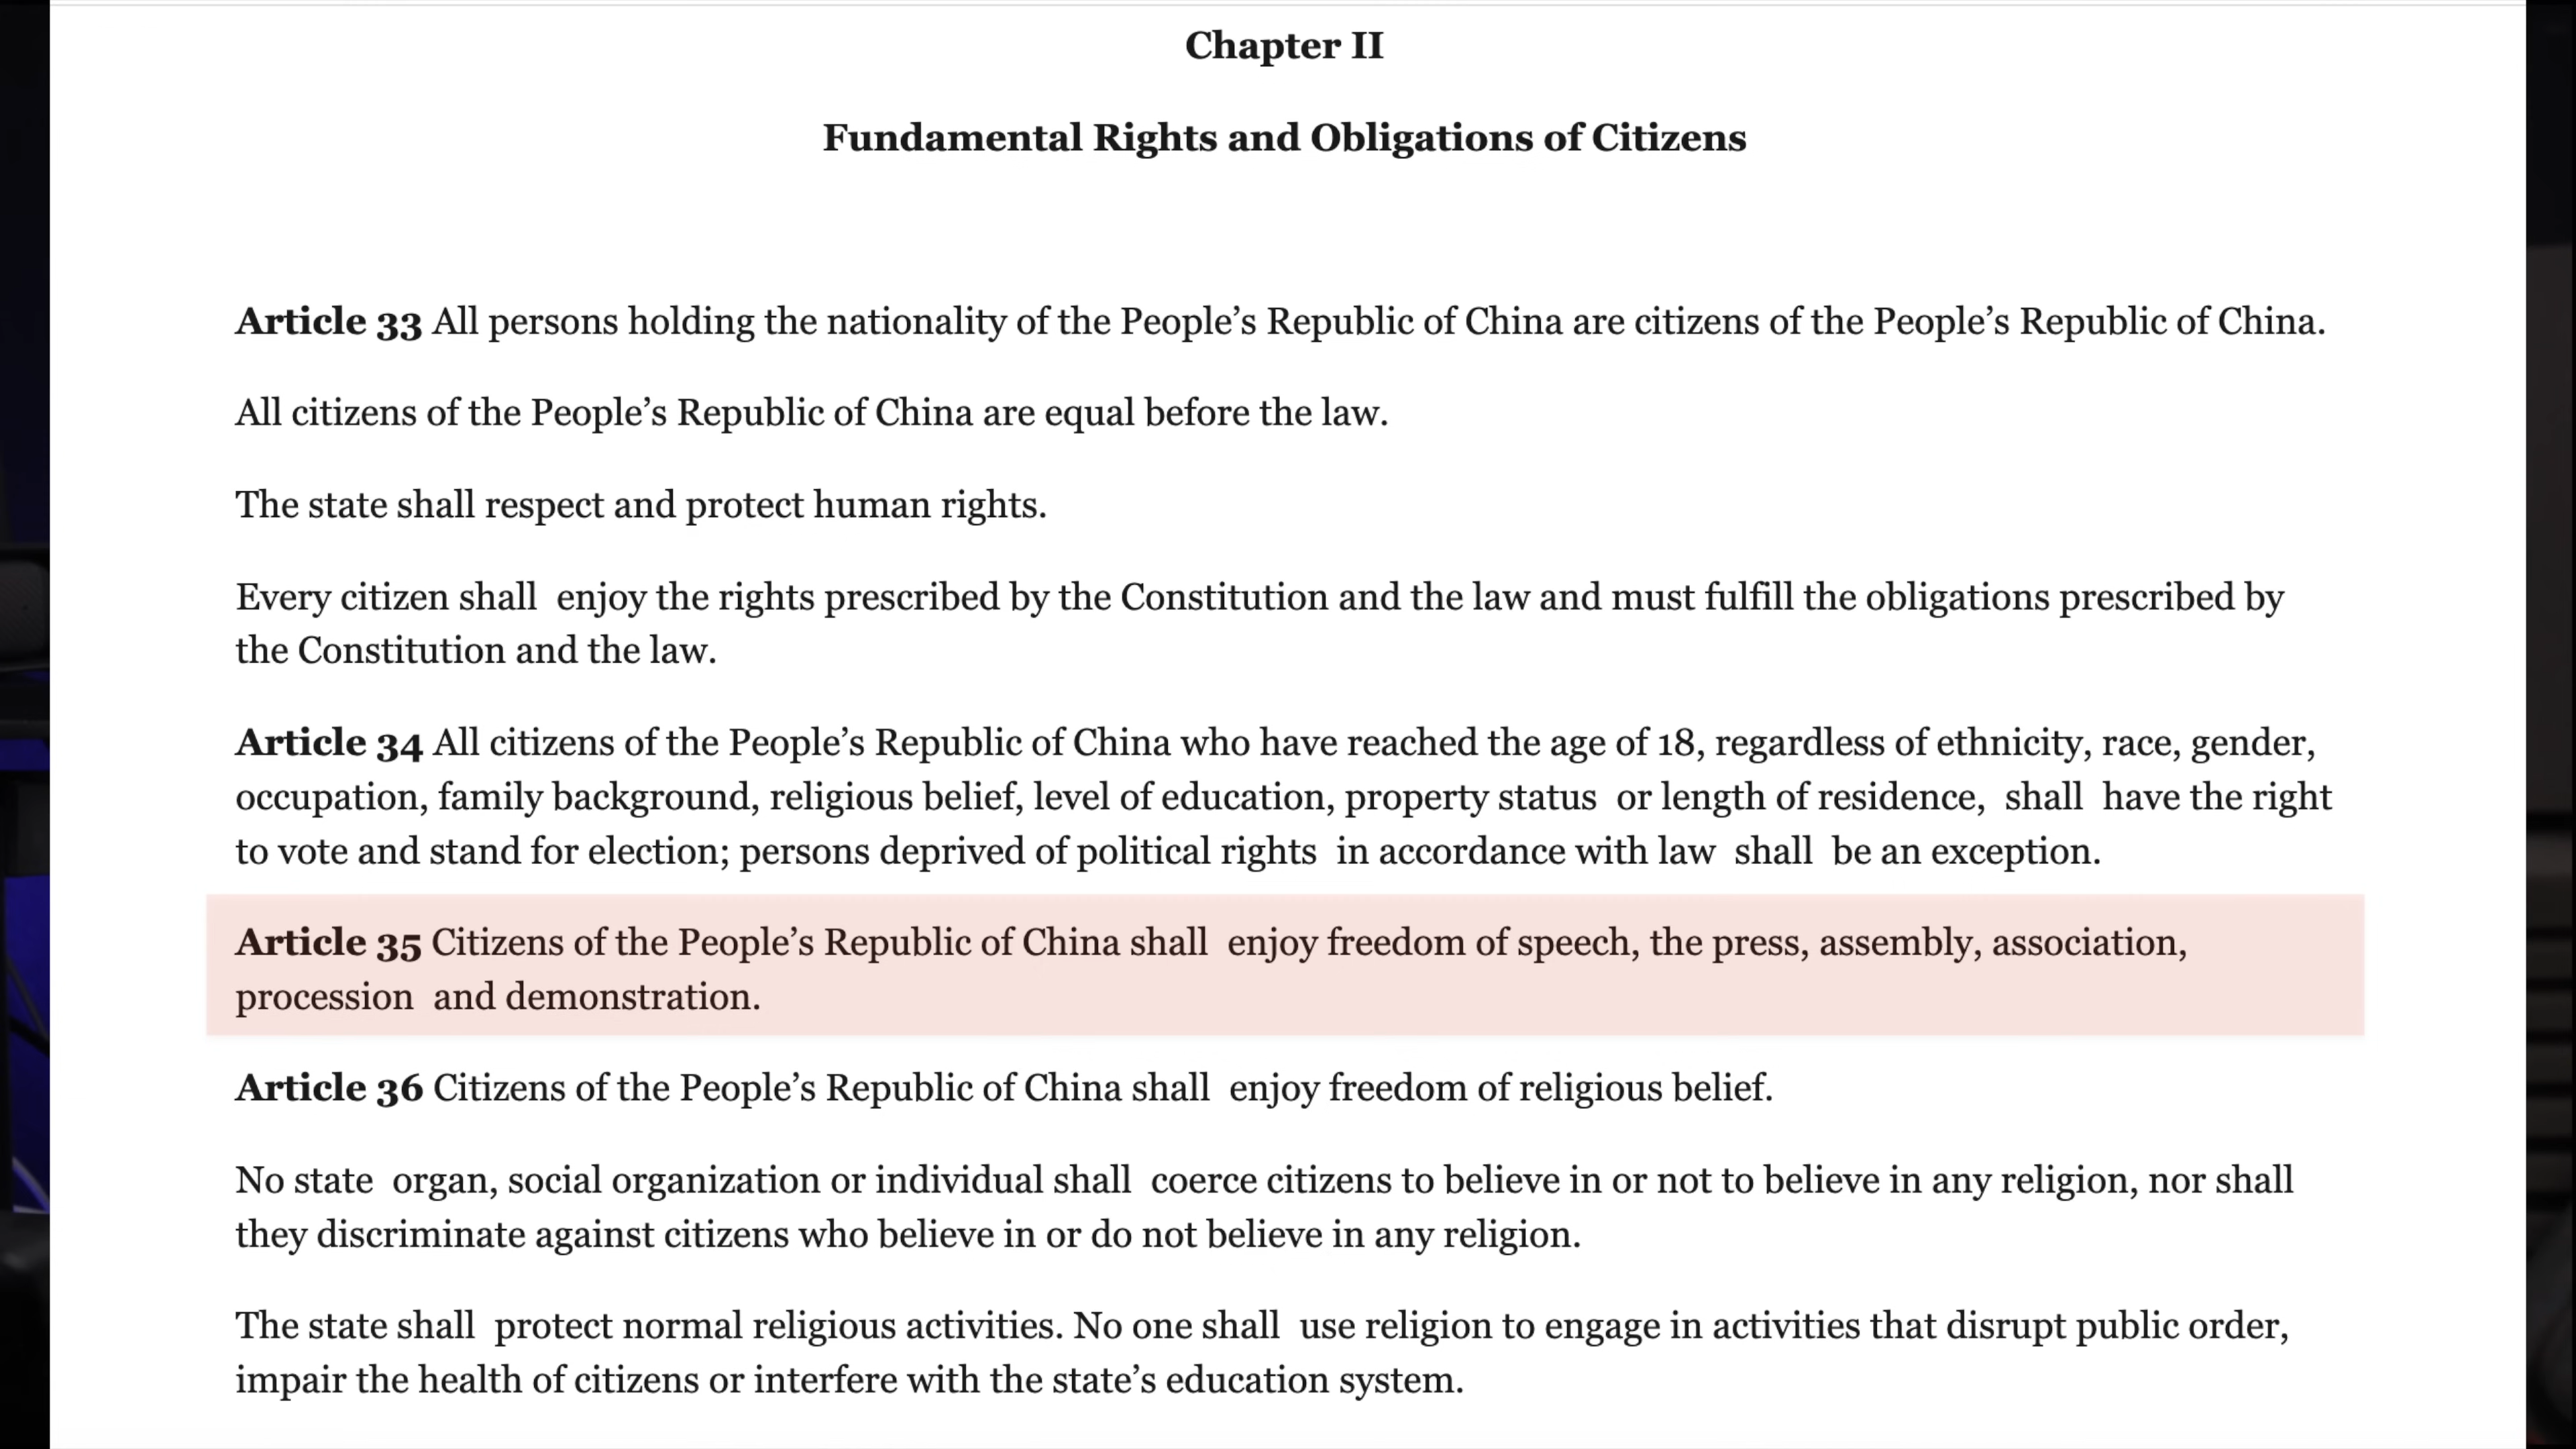 Chapter II
Fundamental Rights and Obligations of Citizens
Article 33 All persons holding the nationality of the People’s Republic of China are citizens of the People’s Republic of China.
All citizens of the People’s Republic of China are equal before the law.
The state shall respect and protect human rights.
Every citizen shall  enjoy the rights prescribed by the Constitution and the law and must fulfill the obligations prescribed by
the Constitution and the law.
Article 34 All citizens of the People’s Republic of China who have reached the age of 18, regardless of ethnicity, race, gender,
occupation, family background, religious belief, level of education, property status  or length of residence,  shall  have the right
to vote and stand for election; persons deprived of political rights  in accordance with law  shall  be an exception.
Article 35 Citizens of the People’s Republic of China shall  enjoy freedom of speech, the press, assembly, association,
procession  and demonstration.
Article 36 Citizens of the People’s Republic of China shall  enjoy freedom of religious belief.
No state  organ, social organization or individual shall  coerce citizens to believe in or not to believe in any religion, nor shall
they discriminate against citizens who believe in or do not believe in any religion.
The state shall  protect normal religious activities. No one shall  use religion to engage in activities that disrupt public order,
impair the health of citizens or interfere with the state’s education system.